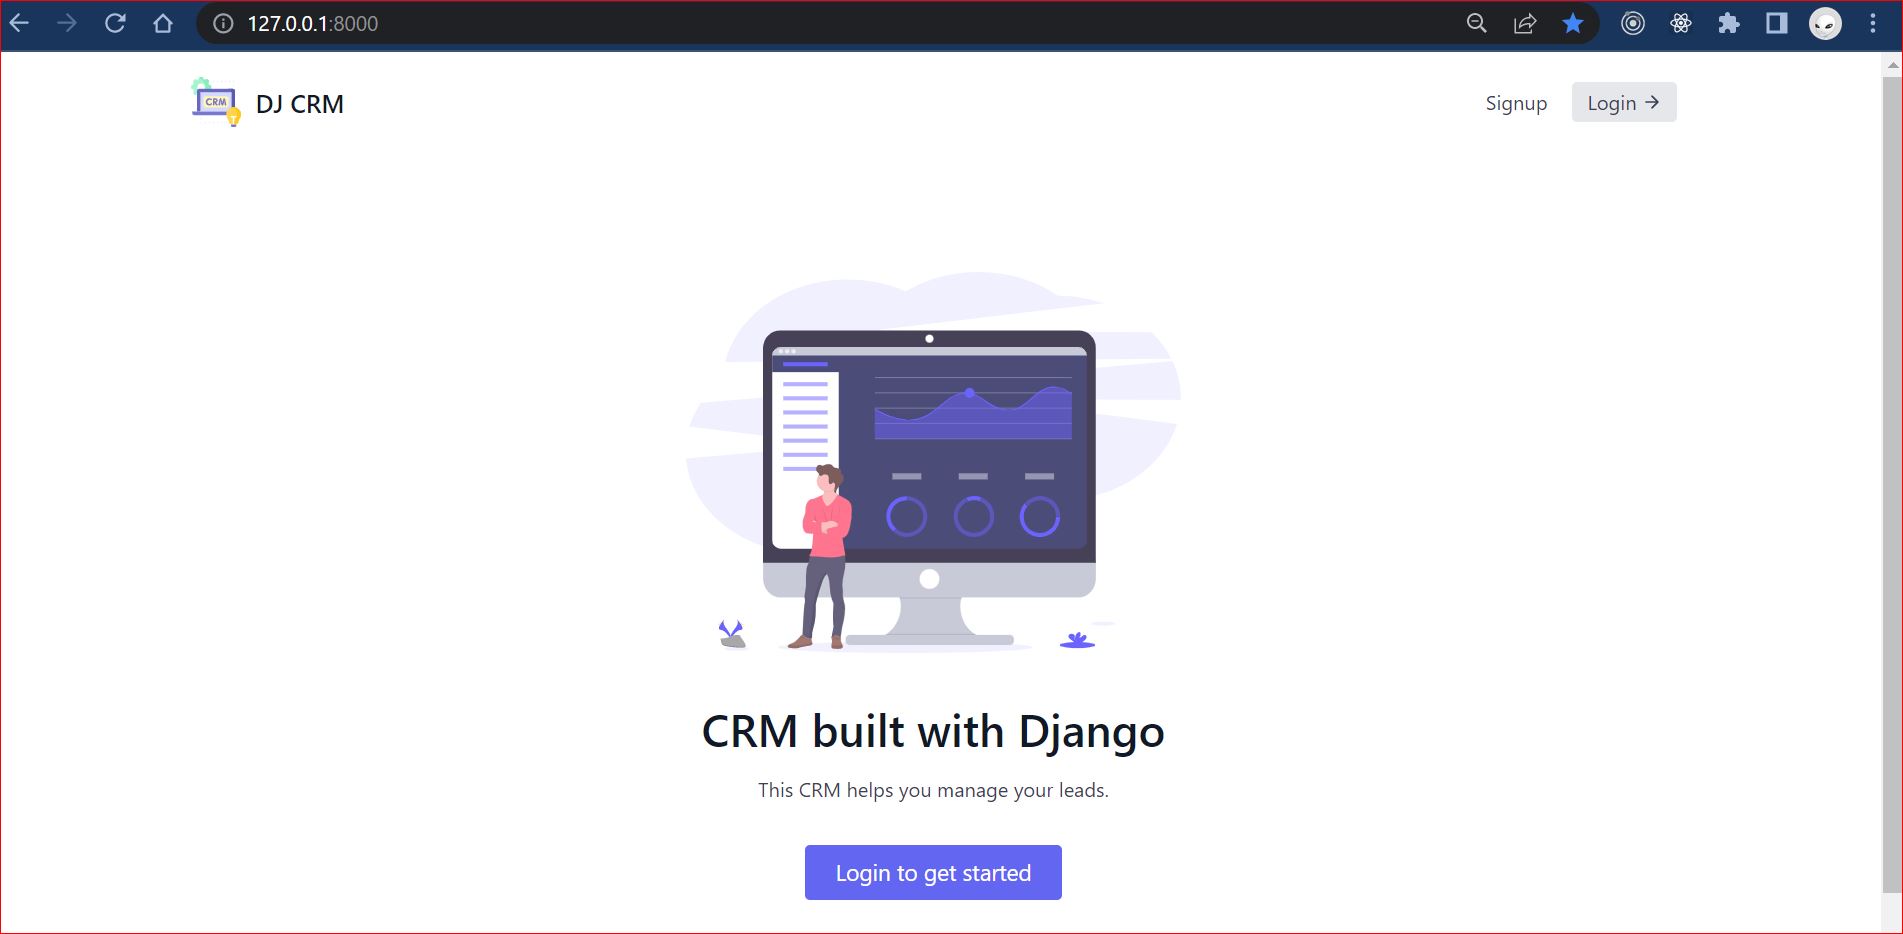 127.0.0.1:8000
CRM
DJ CRM
Signup
Login →
CRM built with Django
This CRM helps you manage your leads.
Login to get started